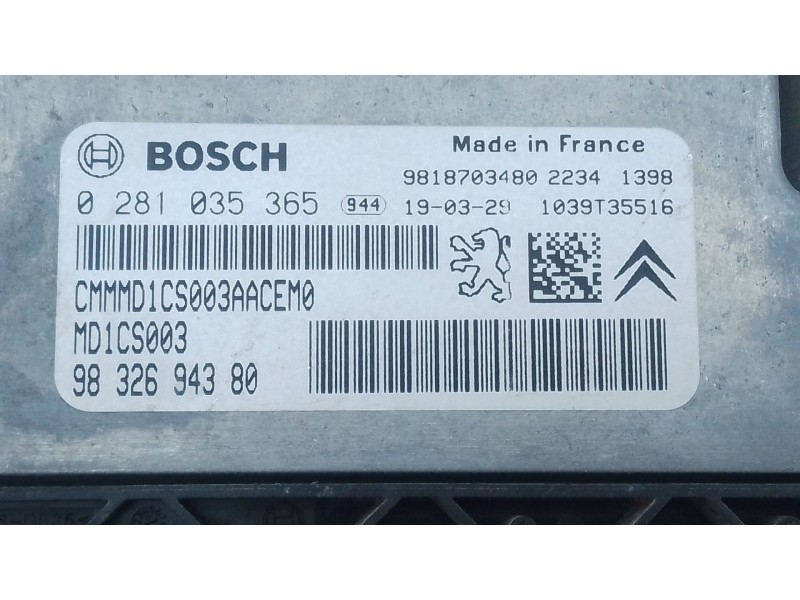 BOSCH
Made in France
9818703480 2234 1398
0 281 035 365 944 19-03-29 1039T35516
CMMMD1CS003AACEM0
MD1CS003
98 326 943 80